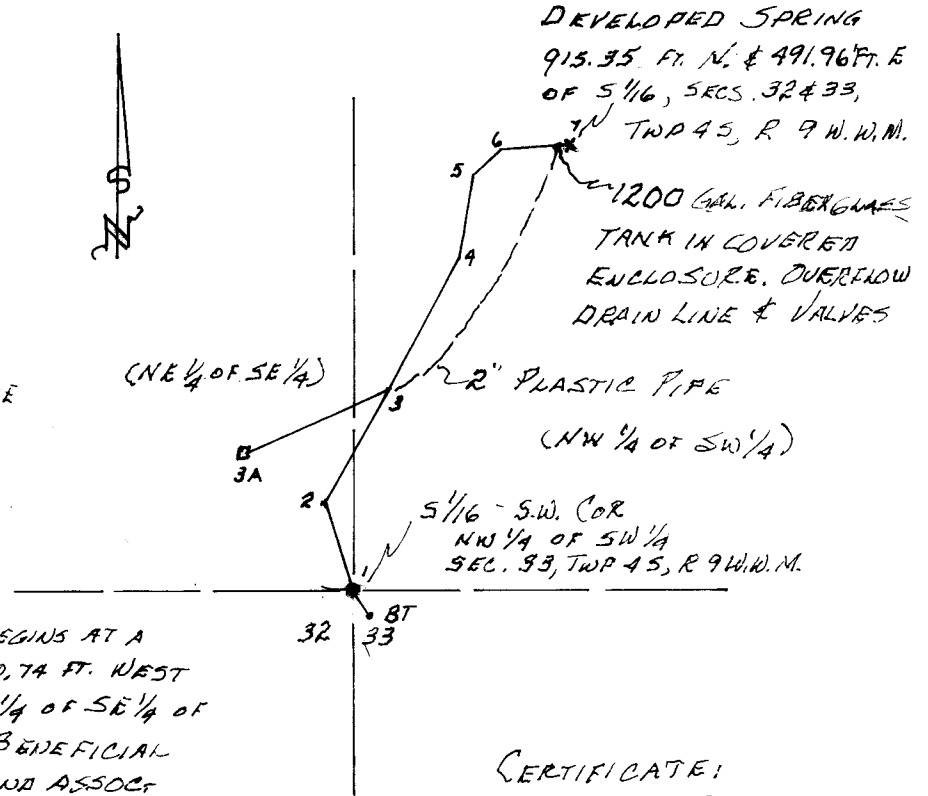 DEVELOPED SPRING
915.35 FT. N. & 491.96 FT. E
OF S 1/16, SECS. 32 & 33,
TWP 4S, R 9 W.W.M.
7
6
5
1200 GAL. FIBERGLASS
TANK IN COVERED
ENCLOSURE. OVERFLOW
DRAIN LINE & VALVES
S
N
4
(NE 1/4 OF SE 1/4)
2" PLASTIC PIPE
E
3
(NW 1/4 OF SW 1/4)
3A
2
S 1/16 - S.W. COR
NW 1/4 OF SW 1/4
SEC. 33, TWP 4S, R 9 W.W.M.
1
BT
32 33
EGINS AT A
0.74 FT. WEST
1/4 OF SE 1/4 OF
BENEFICIAL
ND ASSOC.
CERTIFICATE: